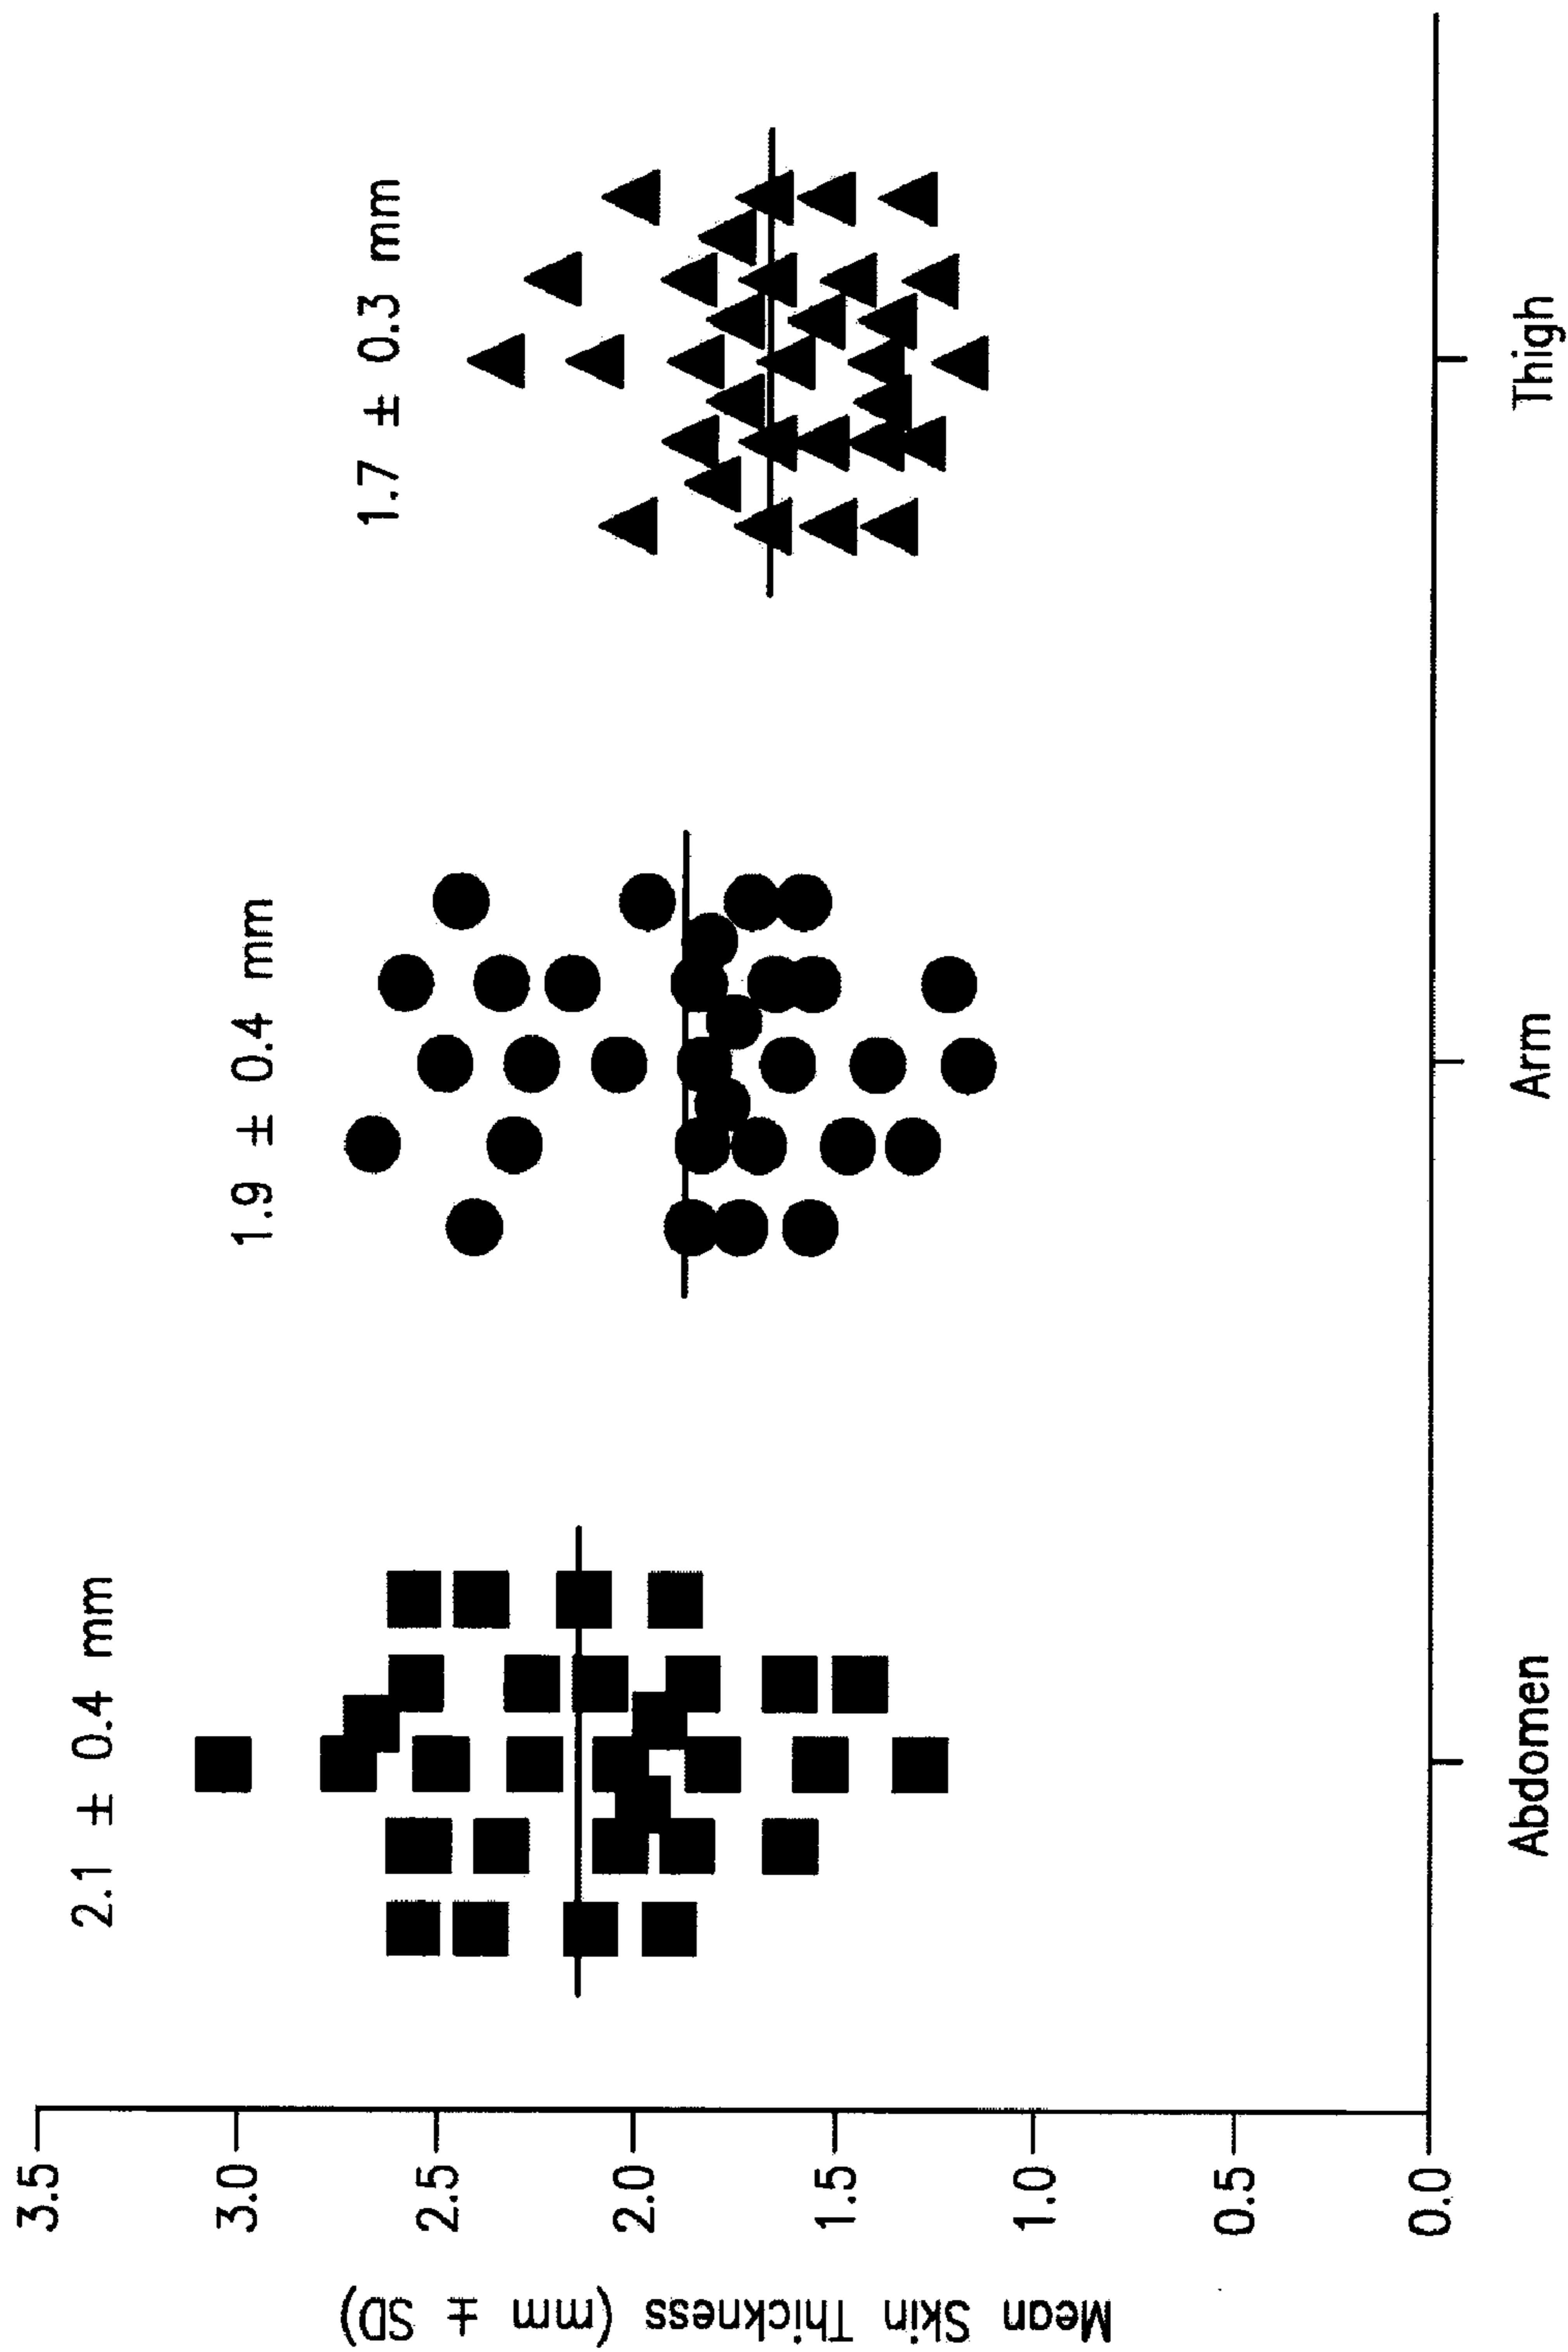 2.1 ± 0.4 mm
1.9 ± 0.4 mm
1.7 ± 0.3 mm
Mean Skin Thickness (mm ± SD)
3.5
3.0
2.5
2.0
1.5
1.0
0.5
0.0
Abdomen
Arm
Thigh